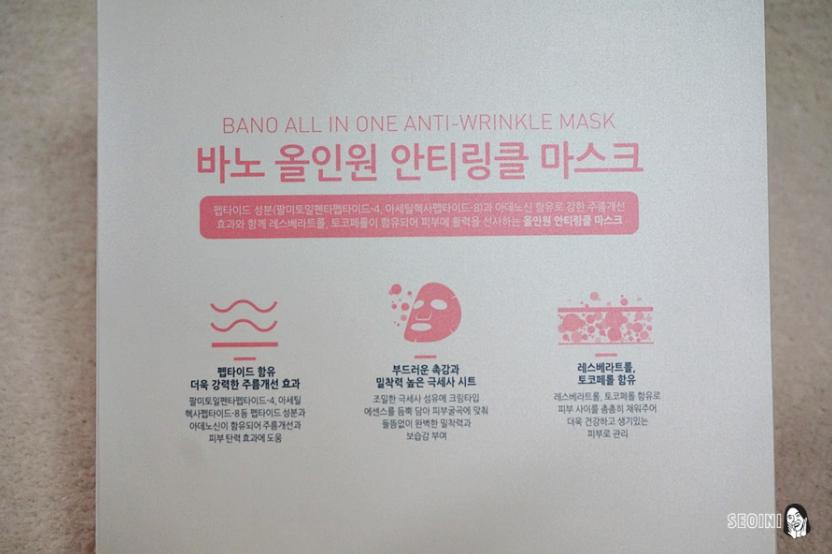 BANO ALL IN ONE ANTI-WRINKLE MASK
바노 올인원 안티링클 마스크
펩타이드 성분(팔미토일펜타펩타이드-4, 아세틸헥사펩타이드-8)과 아데노신 함유로 강한 주름개선
효과와 함께 레스베라트롤, 토코페롤이 함유되어 피부에 활력을 선사하는 올인원 안티링클 마스크
펩타이드 함유
더욱 강력한 주름개선 효과
팔미토일펜타펩타이드-4, 아세틸
헥사펩타이드-8등 펩타이드 성분과
아데노신이 함유되어 주름개선과
피부 탄력 효과에 도움
부드러운 촉감과
밀착력 높은 극세사 시트
조밀한 극세사 섬유에 크림타입
에센스를 듬뿍 담아 피부굴곡에 맞춰
들뜸없이 완벽한 밀착력과
보습감 부여
레스베라트롤,
토코페롤 함유
레스베라트롤, 토코페롤 함유로
피부 사이를 촘촘히 채워주어
더욱 건강하고 생기있는
피부로 관리
SEOINI